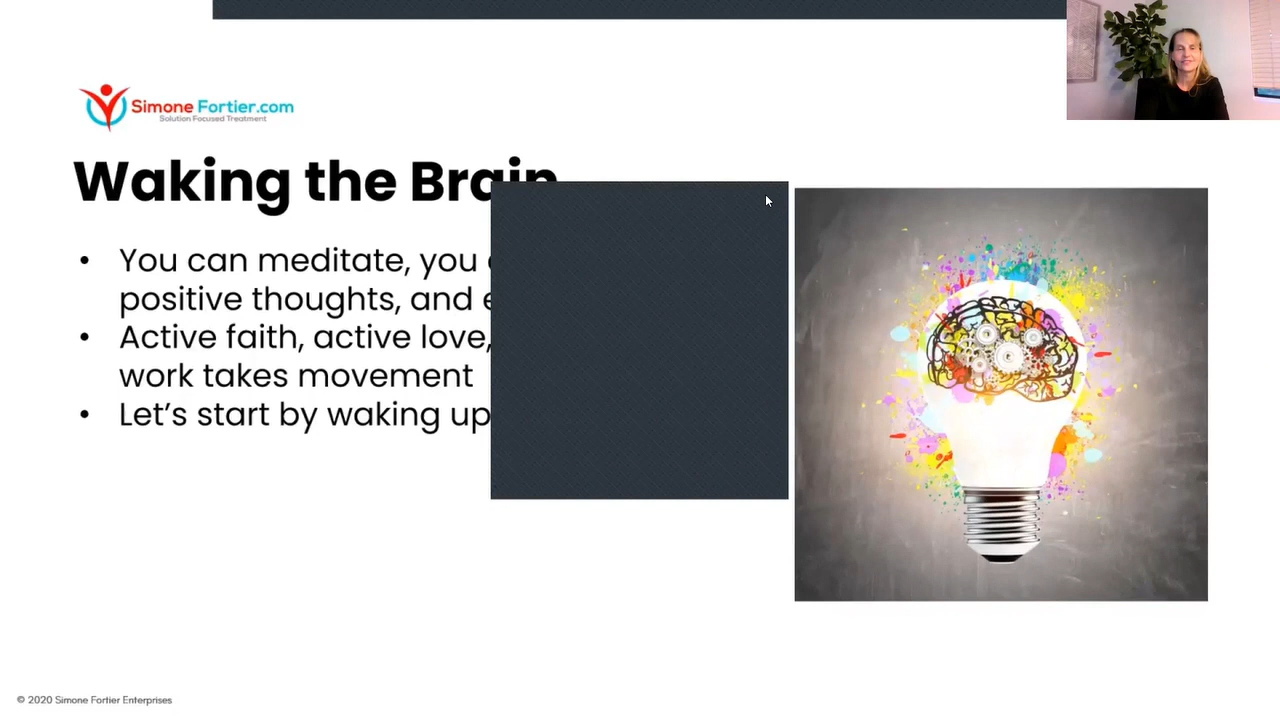 Simone Fortier.com
Solution Focused Treatment
Waking the Brain
• You can meditate, you
positive thoughts, and
• Active faith, active love,
work takes movement
• Let's start by waking up
© 2020 Simone Fortier Enterprises